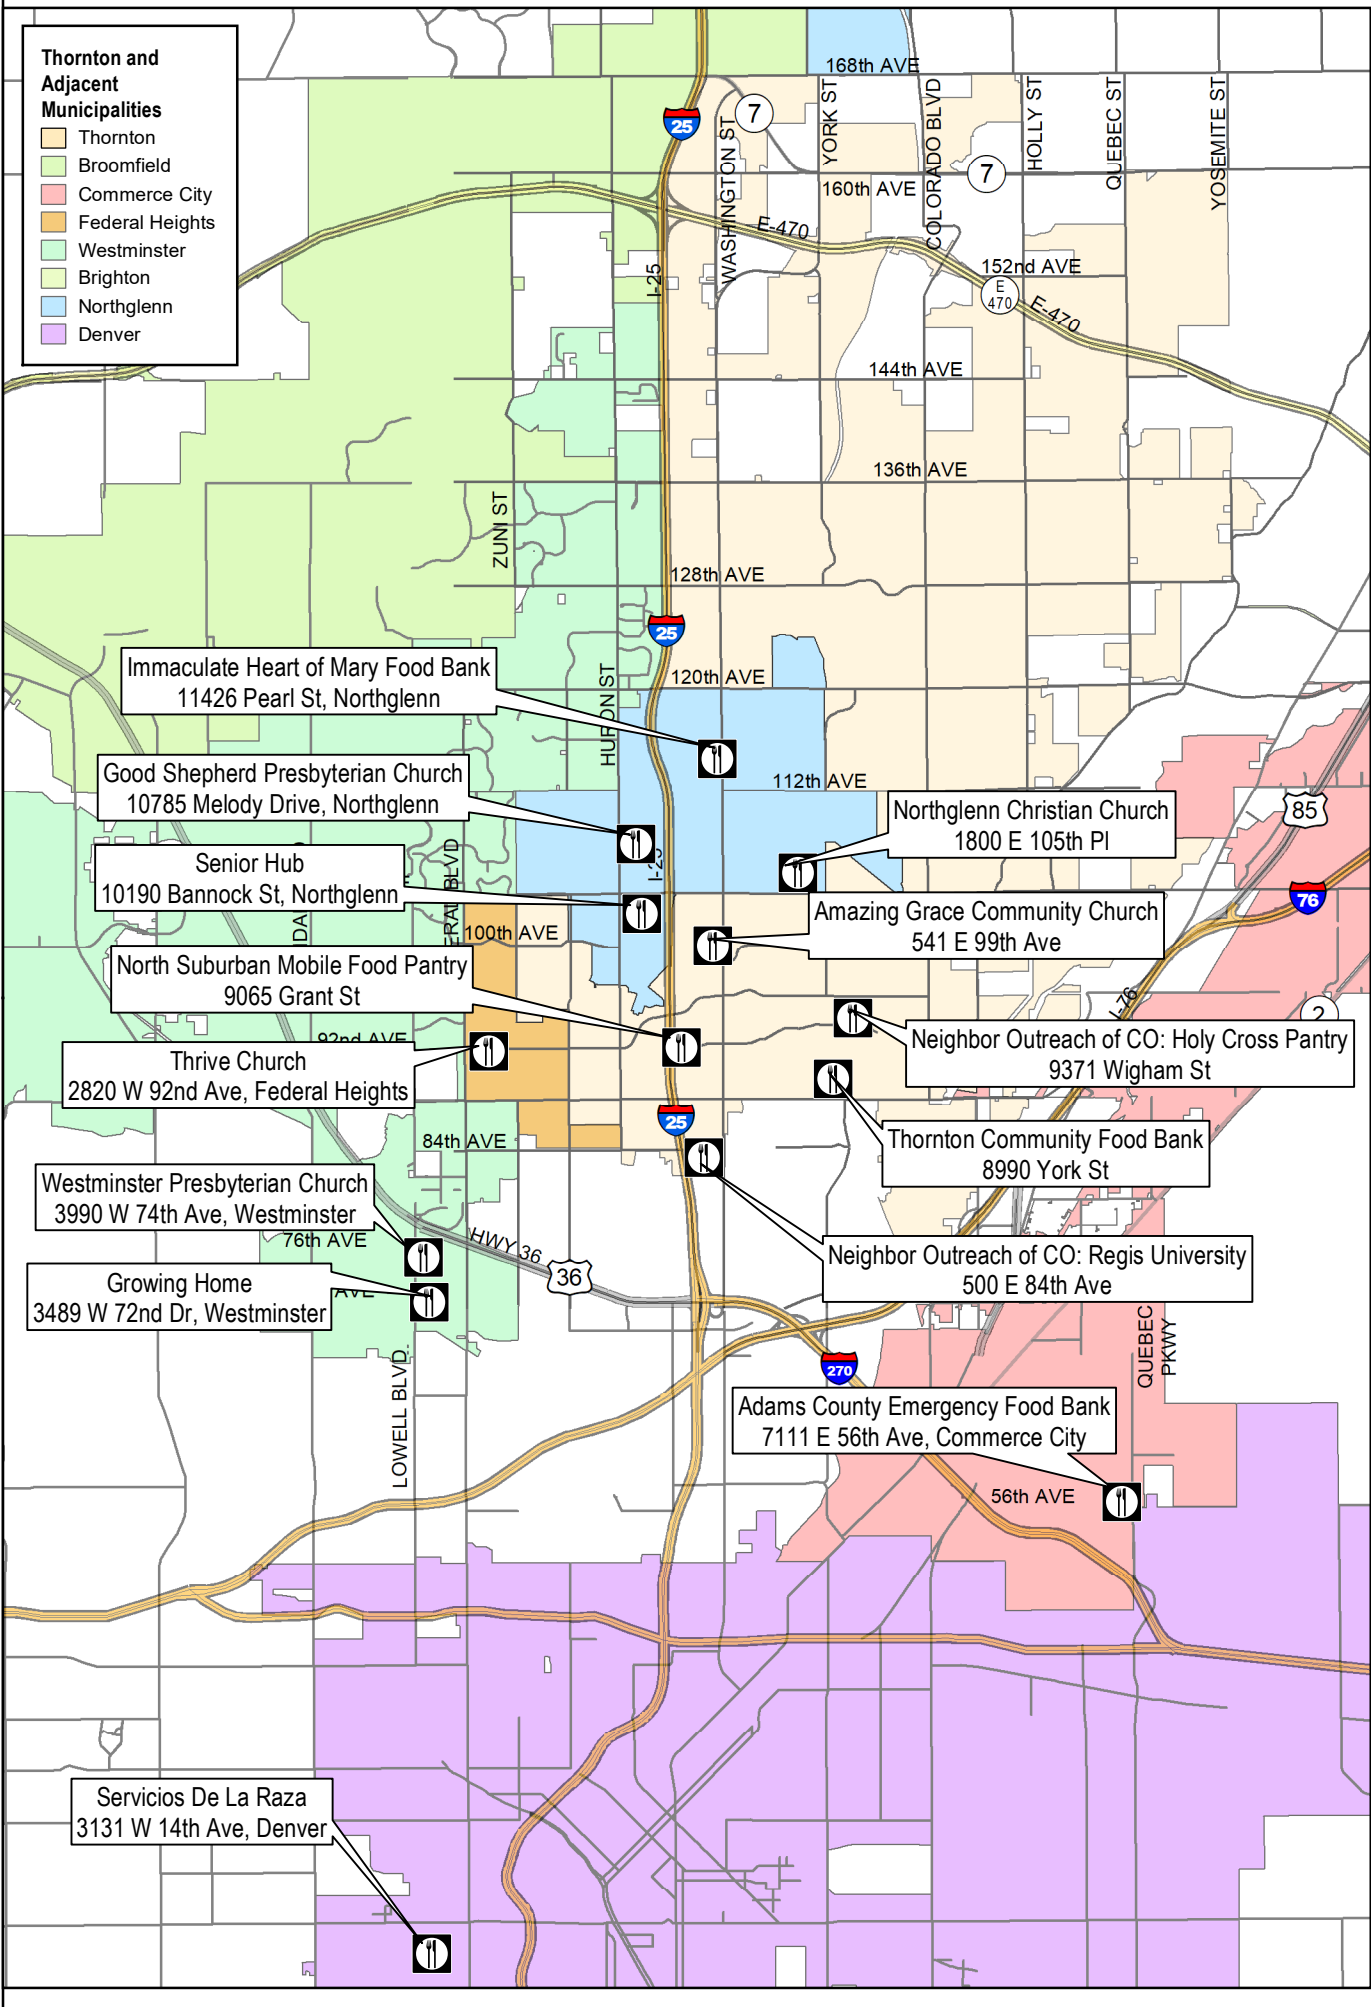 Thornton and
Adjacent
Municipalities
Thornton
Broomfield
Commerce City
Federal Heights
Westminster
Brighton
Northglenn
Denver
168th AVE
25
7
WASHINGTON ST
YORK ST
COLORADO BLVD
HOLLY ST
QUEBEC ST
YOSEMITE ST
7
160th AVE
E-470
I-25
152nd AVE
E
470
E-470
144th AVE
136th AVE
ZUNI ST
128th AVE
25
120th AVE
HURON ST
Immaculate Heart of Mary Food Bank
11426 Pearl St, Northglenn
112th AVE
Good Shepherd Presbyterian Church
10785 Melody Drive, Northglenn
Northglenn Christian Church
1800 E 105th Pl
85
76
Senior Hub
10190 Bannock St, Northglenn
Amazing Grace Community Church
541 E 99th Ave
100th AVE
North Suburban Mobile Food Pantry
9065 Grant St
I-76
2
Neighbor Outreach of CO: Holy Cross Pantry
9371 Wigham St
92nd AVE
Thrive Church
2820 W 92nd Ave, Federal Heights
25
84th AVE
Thornton Community Food Bank
8990 York St
Westminster Presbyterian Church
3990 W 74th Ave, Westminster
76th AVE
HWY 36
36
Neighbor Outreach of CO: Regis University
500 E 84th Ave
Growing Home
3489 W 72nd Dr, Westminster
AVE
LOWELL BLVD
270
QUEBEC
PKWY
Adams County Emergency Food Bank
7111 E 56th Ave, Commerce City
56th AVE
Servicios De La Raza
3131 W 14th Ave, Denver